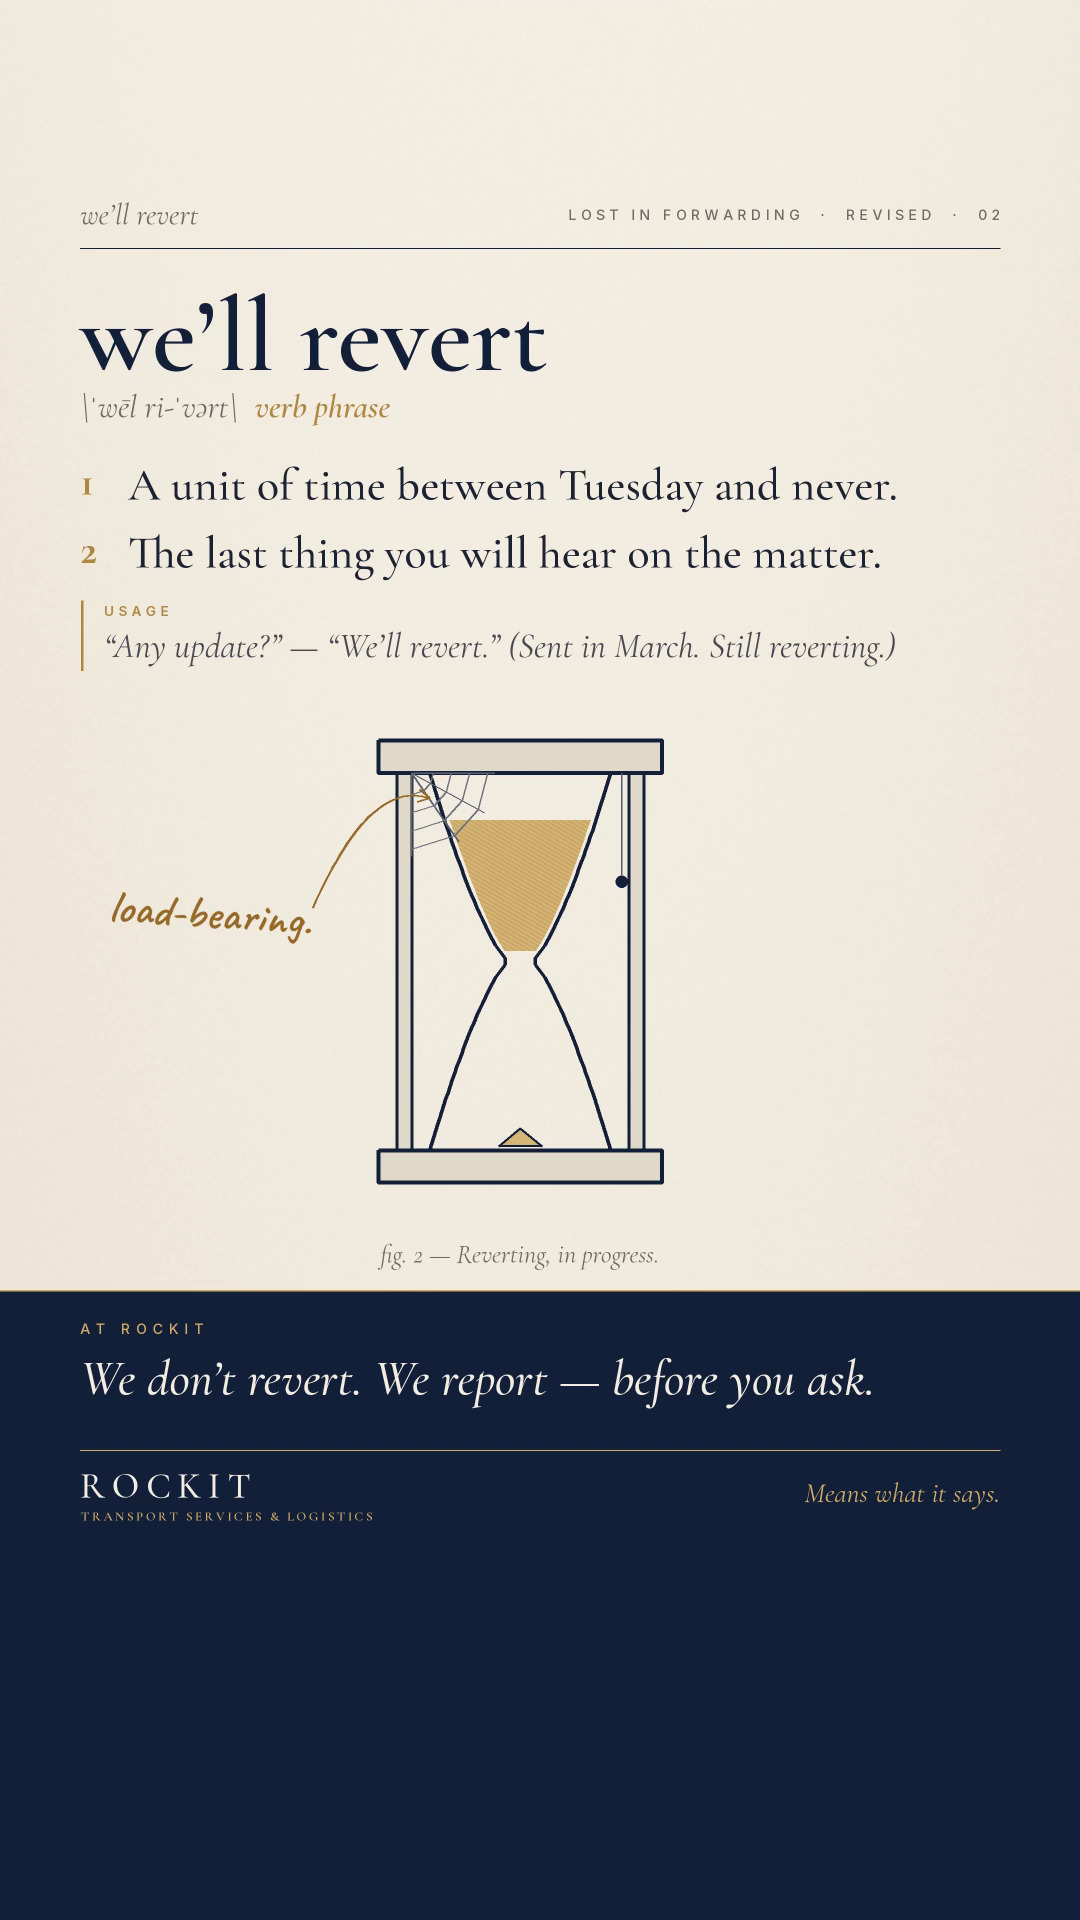 we’ll revert
LOST IN FORWARDING · REVISED · 02
we’ll revert
\ˈwēl ri-ˈvərt\ verb phrase
1 A unit of time between Tuesday and never.
2 The last thing you will hear on the matter.
USAGE
“Any update?” — “We’ll revert.” (Sent in March. Still reverting.)
load-bearing.
fig. 2 — Reverting, in progress.
AT ROCKIT
We don’t revert. We report — before you ask.
ROCKIT
TRANSPORT SERVICES & LOGISTICS
Means what it says.